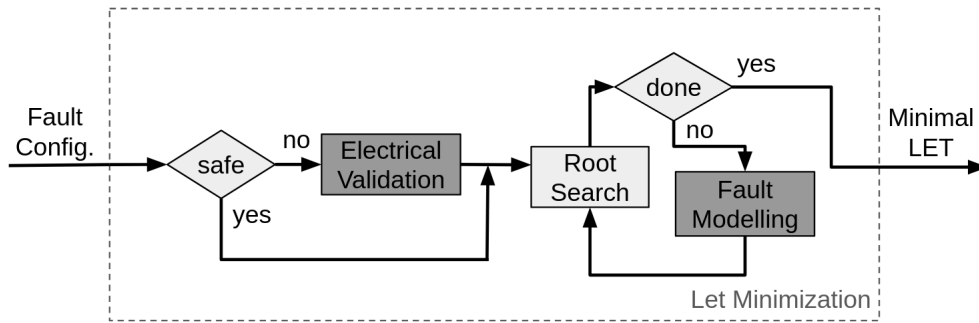 Fault
Config.
safe
no
yes
Electrical
Validation
Root
Search
done
yes
no
Fault
Modelling
Minimal
LET
Let Minimization